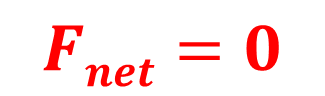 F_net = 0